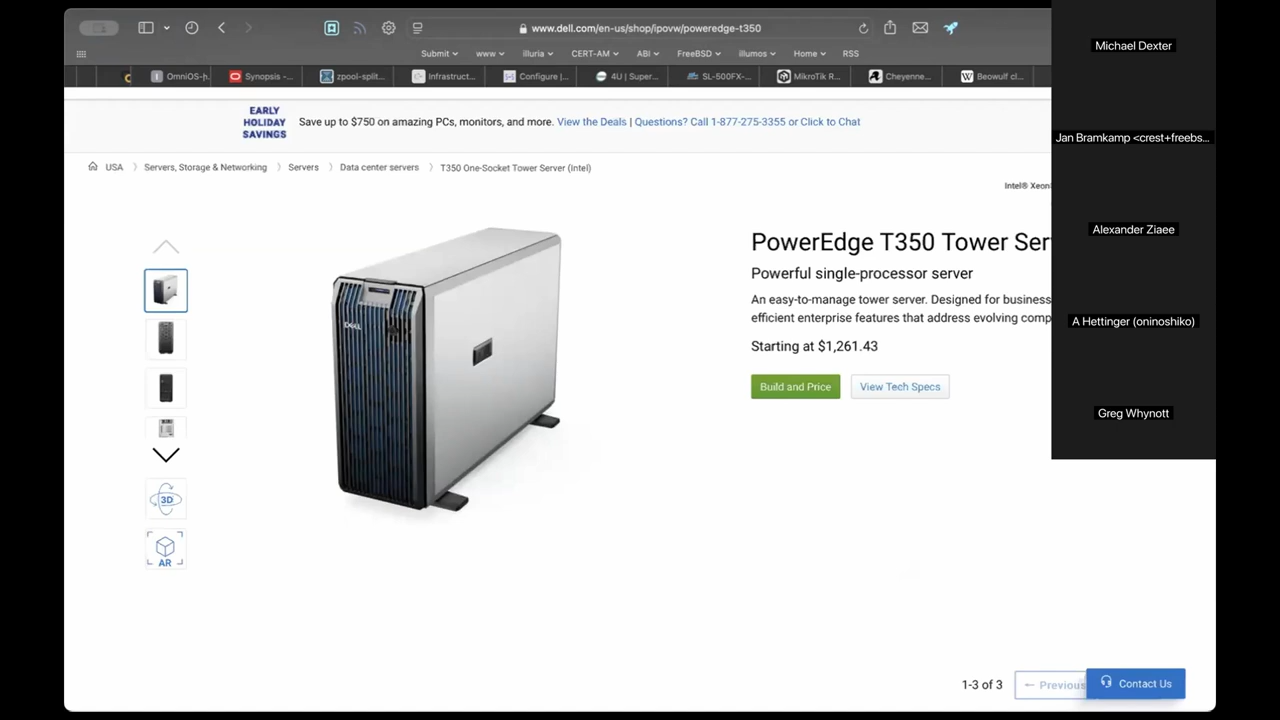 www.dell.com/en-us/shop/ipovw/poweredge-t350
Submit www illuria CERT-AM ABI FreeBSD illumos Home RSS
OmniOS-h. Synopsis -... zpool-split... Infrastruct... Configure |... 4U | Super... SL-500FX-... MikroTik R... Cheyenne... Beowulf cl...
EARLY HOLIDAY SAVINGS
Save up to $750 on amazing PCs, monitors, and more. View the Deals | Questions? Call 1-877-275-3355 or Click to Chat
USA Servers, Storage & Networking Servers Data center servers T350 One-Socket Tower Server (Intel)
Intel® Xeon
PowerEdge T350 Tower Ser
Powerful single-processor server
An easy-to-manage tower server. Designed for business
efficient enterprise features that address evolving comp
Starting at $1,261.43
Build and Price View Tech Specs
DELL
3D
AR
1-3 of 3 ← Previous Contact Us
Michael Dexter
Jan Bramkamp <crest+freebs...
Alexander Ziaee
A Hettinger (oninoshiko)
Greg Whynott